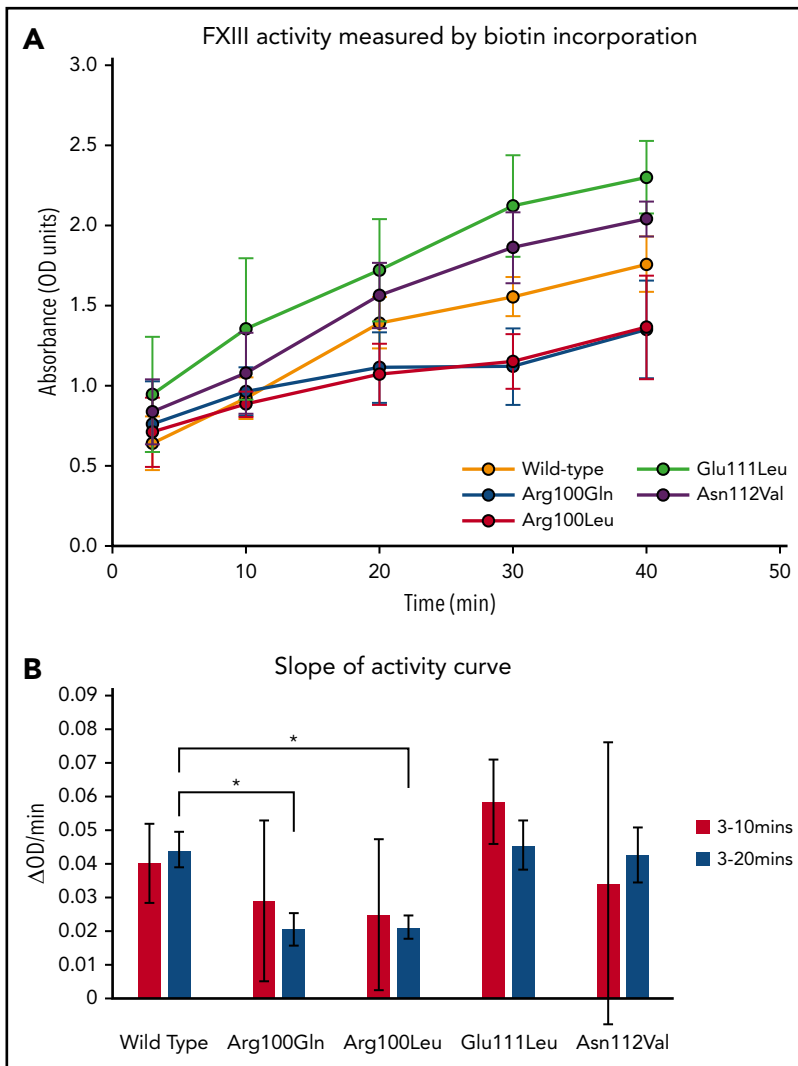 A
FXIII activity measured by biotin incorporation
3.0
2.5
2.0
1.5
1.0
0.5
0.0
Absorbance (OD units)
Wild-type
Arg100Gln
Arg100Leu
Glu111Leu
Asn112Val
0 10 20 30 40 50
Time (min)
B
Slope of activity curve
0.09
0.08
0.07
0.06
0.05
0.04
0.03
0.02
0.01
0
ΔOD/min
*
*
3-10mins
3-20mins
Wild Type Arg100Gln Arg100Leu Glu111Leu Asn112Val